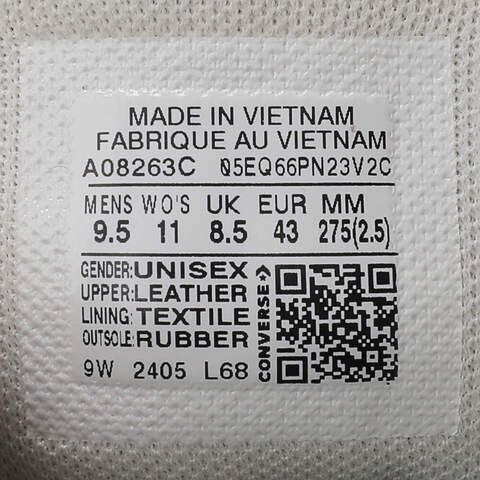 MADE IN VIETNAM
FABRIQUE AU VIETNAM
A08263C 05EQ66PN23V2C
MENS WO'S UK EUR MM
9.5 11 8.5 43 275(2.5)
GENDER: UNISEX
UPPER: LEATHER
LINING: TEXTILE
OUTSOLE: RUBBER
CONVERSE
9W 2405 L68